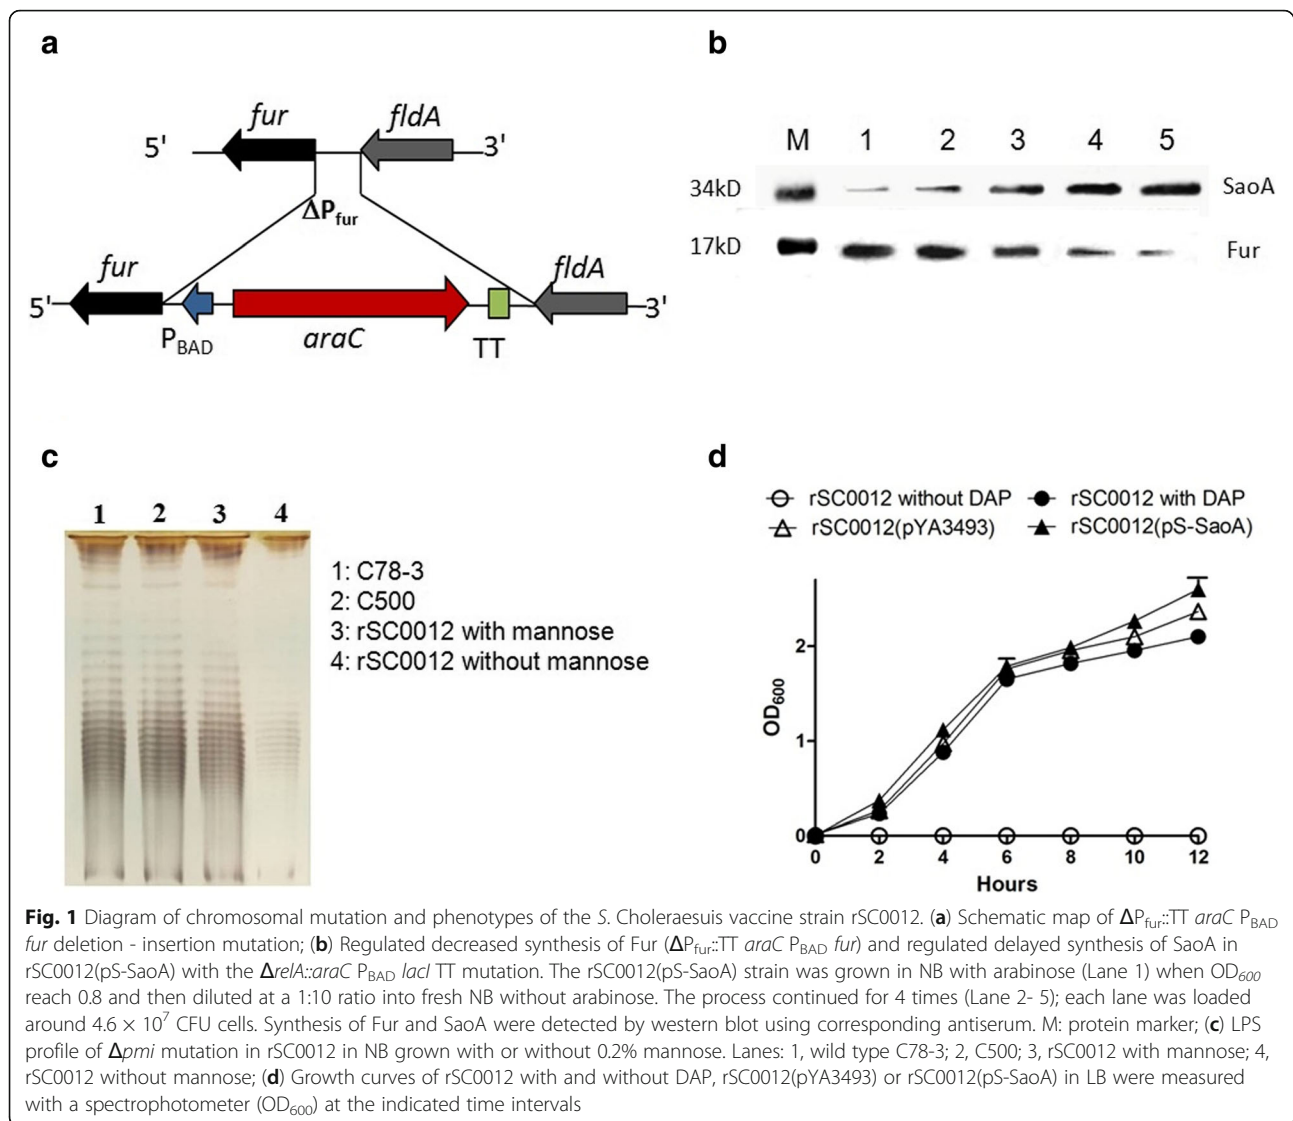 a
fur
fldA
5'
3'
ΔPfur
fur
fldA
5'
3'
PBAD
araC
TT
b
M 1 2 3 4 5
34kD
SaoA
17kD
Fur
c
1 2 3 4
1: C78-3
2: C500
3: rSC0012 with mannose
4: rSC0012 without mannose
d
rSC0012 without DAP
rSC0012 with DAP
rSC0012(pYA3493)
rSC0012(pS-SaoA)
OD600
2
1
0
0 2 4 6 8 10 12
Hours
Fig. 1 Diagram of chromosomal mutation and phenotypes of the S. Choleraesuis vaccine strain rSC0012. (a) Schematic map of ΔPfur::TT araC PBAD
fur deletion - insertion mutation; (b) Regulated decreased synthesis of Fur (ΔPfur::TT araC PBAD fur) and regulated delayed synthesis of SaoA in
rSC0012(pS-SaoA) with the ΔrelA::araC PBAD lacI TT mutation. The rSC0012(pS-SaoA) strain was grown in NB with arabinose (Lane 1) when OD600
reach 0.8 and then diluted at a 1:10 ratio into fresh NB without arabinose. The process continued for 4 times (Lane 2- 5); each lane was loaded
around 4.6 × 10⁷ CFU cells. Synthesis of Fur and SaoA were detected by western blot using corresponding antiserum. M: protein marker; (c) LPS
profile of Δpmi mutation in rSC0012 in NB grown with or without 0.2% mannose. Lanes: 1, wild type C78-3; 2, C500; 3, rSC0012 with mannose; 4,
rSC0012 without mannose; (d) Growth curves of rSC0012 with and without DAP, rSC0012(pYA3493) or rSC0012(pS-SaoA) in LB were measured
with a spectrophotometer (OD600) at the indicated time intervals